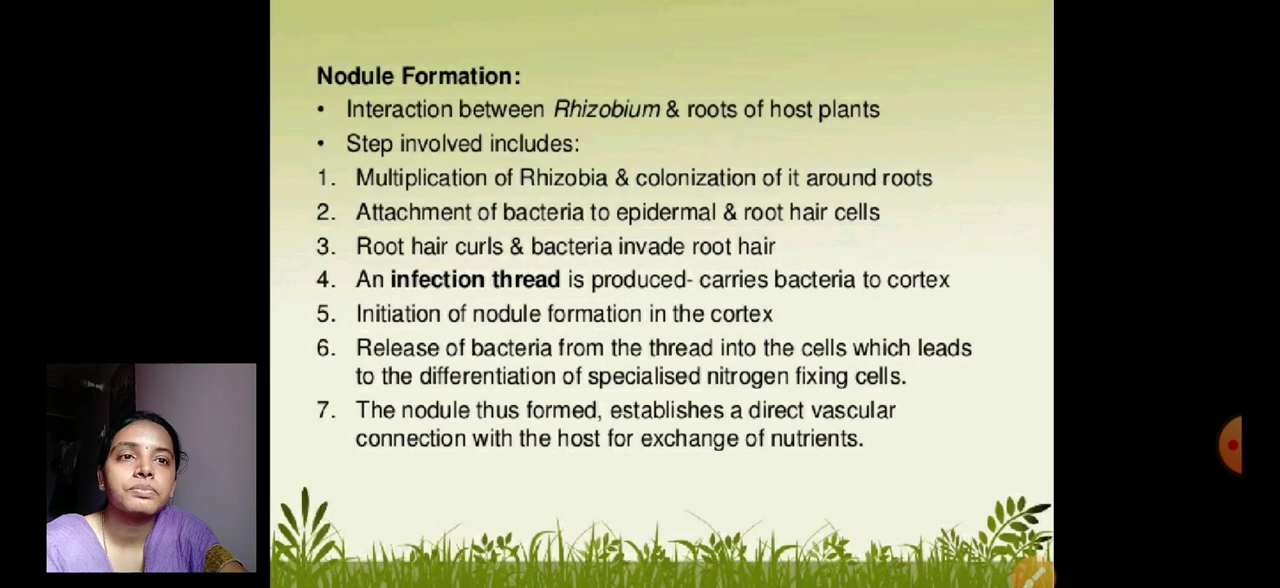 Nodule Formation:
• Interaction between Rhizobium & roots of host plants
• Step involved includes:
1. Multiplication of Rhizobia & colonization of it around roots
2. Attachment of bacteria to epidermal & root hair cells
3. Root hair curls & bacteria invade root hair
4. An infection thread is produced- carries bacteria to cortex
5. Initiation of nodule formation in the cortex
6. Release of bacteria from the thread into the cells which leads
to the differentiation of specialised nitrogen fixing cells.
7. The nodule thus formed, establishes a direct vascular
connection with the host for exchange of nutrients.